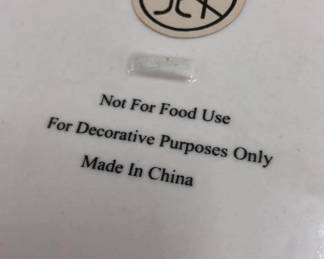 Not For Food Use
For Decorative Purposes Only
Made In China